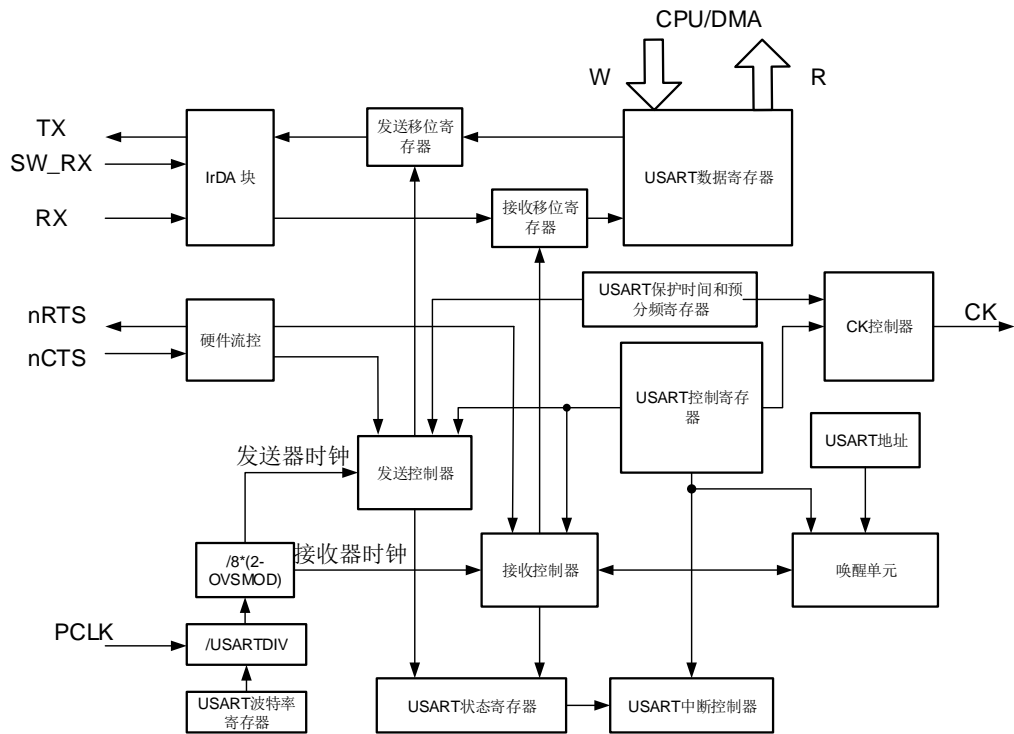 CPU/DMA
W
R
TX
SW_RX
RX
IrDA 块
发送移位寄
存器
接收移位寄
存器
USART数据寄存器
nRTS
nCTS
硬件流控
USART保护时间和预
分频寄存器
CK控制器
CK
USART控制寄存
器
USART地址
发送器时钟
发送控制器
/8*(2-
OVSMOD)
接收器时钟
接收控制器
唤醒单元
PCLK
/USARTDIV
USART波特率
寄存器
USART状态寄存器
USART中断控制器